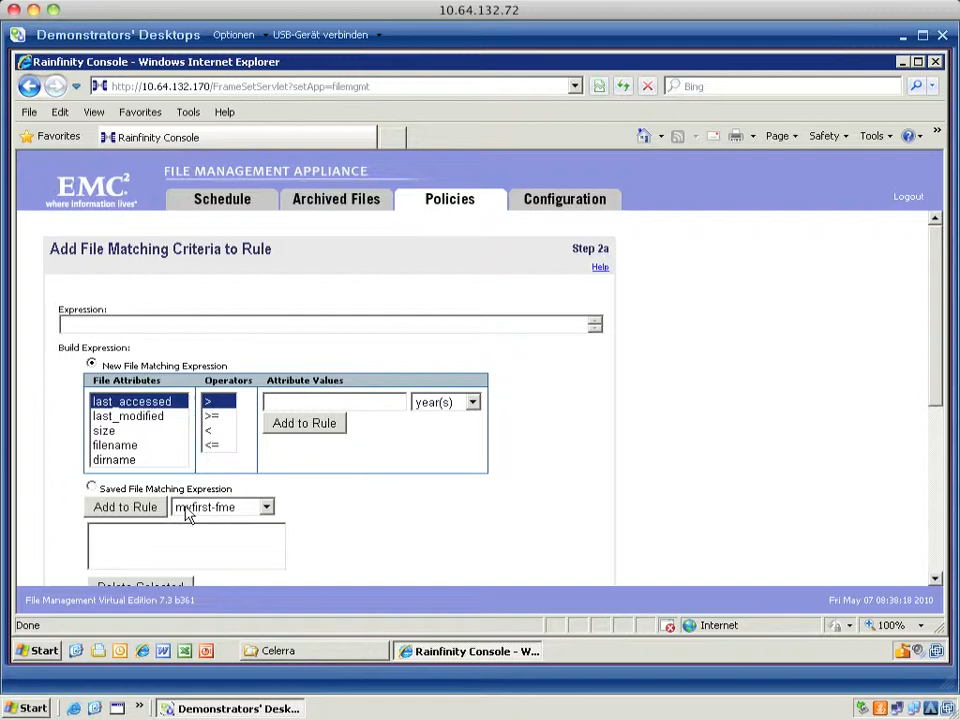 10.64.132.72
Demonstrators' Desktops Optionen USB-Gerät verbinden
Rainfinity Console - Windows Internet Explorer
http://10.64.132.170/FrameSetServlet?setApp=filemgmt Bing
File Edit View Favorites Tools Help
Favorites Rainfinity Console Page Safety Tools »
FILE MANAGEMENT APPLIANCE
EMC²
where information lives®
Schedule Archived Files Policies Configuration Logout
Add File Matching Criteria to Rule Step 2a
Help
Expression:
Build Expression:
New File Matching Expression
File Attributes Operators Attribute Values
last_accessed > year(s)
last_modified >=
size < Add to Rule
filename <=
dirname
Saved File Matching Expression
Add to Rule myfirst-fme
Delete Selected
File Management Virtual Edition 7.3 b361 Fri May 07 08:38:18 2010
Done Internet 100%
Start Celerra Rainfinity Console - W...
Start » Demonstrators' Desk...